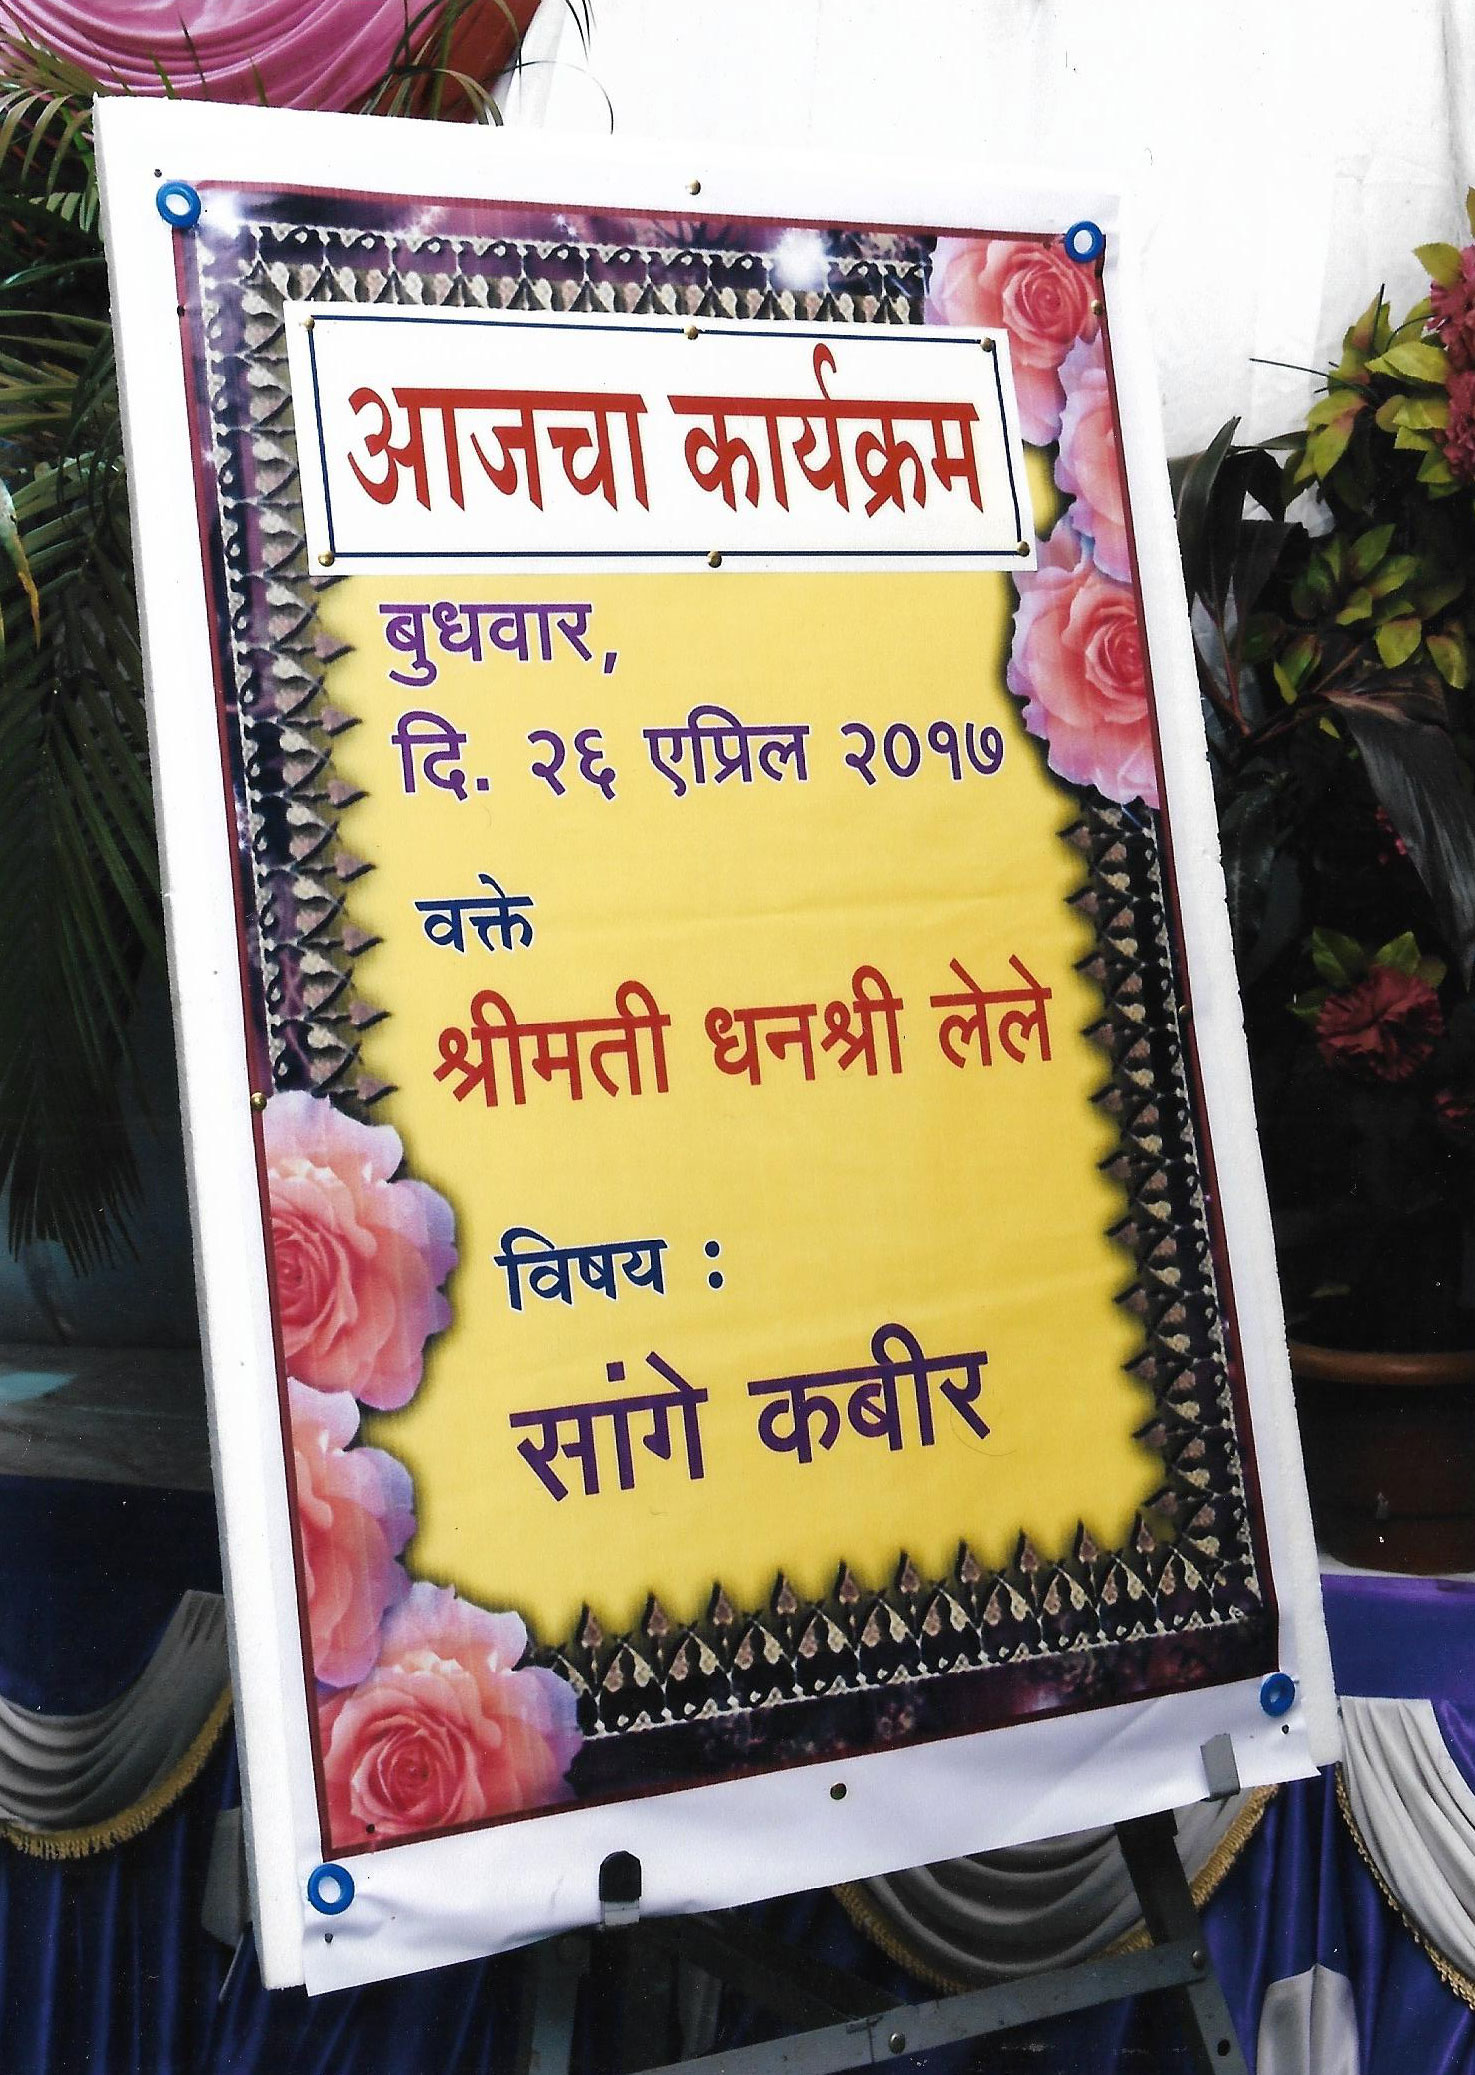 आजचा कार्यक्रम
बुधवार,
दि. २६ एप्रिल २०१७
वक्ते
श्रीमती धनश्री लेले
विषय :
सांगे कबीर